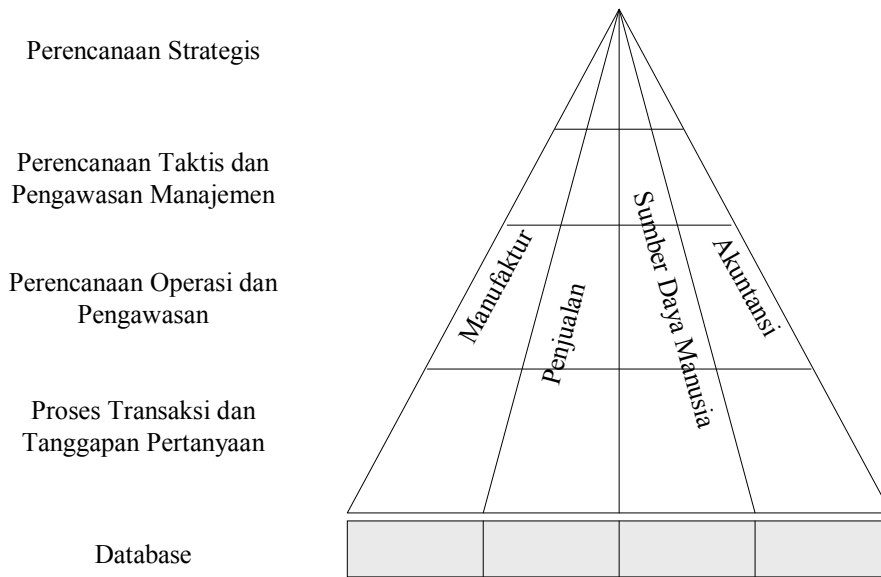 Perencanaan Strategis
Perencanaan Taktis dan
Pengawasan Manajemen
Perencanaan Operasi dan
Pengawasan
Proses Transaksi dan
Tanggapan Pertanyaan
Database
Manufaktur
Penjualan
Sumber Daya Manusia
Akuntansi